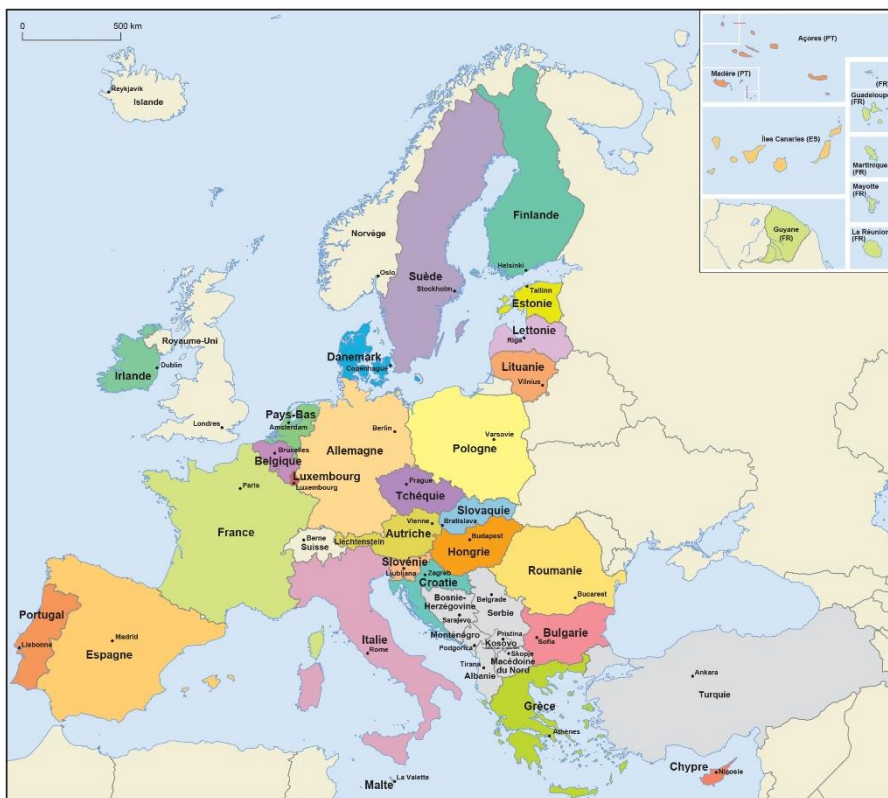 0 500 km
Açores (PT)
Madère (PT)
(FR)
Guadeloupe
(FR)
Îles Canaries (ES)
Martinique
(FR)
Mayotte
(FR)
Guyane
(FR)
La Réunion
(FR)
Reykjavik
Islande
Finlande
Norvège
Suède
Helsinki
Oslo
Stockholm
Tallinn
Estonie
Lettonie
Riga
Royaume-Uni
Danemark
Copenhague
Lituanie
Vilnius
Dublin
Irlande
Londres
Pays-Bas
Amsterdam
Berlin
Allemagne
Varsovie
Pologne
Bruxelles
Belgique
Luxembourg
Luxembourg
Paris
Prague
Tchéquie
Slovaquie
Vienne
Bratislava
France
Berne
Suisse
Liechtenstein
Autriche
Budapest
Hongrie
Slovénie
Ljubljana
Zagreb
Croatie
Roumanie
Bucarest
Bosnie-
Herzégovine
Belgrade
Serbie
Sarajevo
Portugal
Lisbonne
Madrid
Espagne
Italie
Rome
Monténégro
Podgorica
Pristina
Kosovo
Bulgarie
Sofia
Skopje
Macédoine
du Nord
Tirana
Albanie
Ankara
Turquie
Grèce
Athènes
Malte
La Valette
Chypre
Nicosie